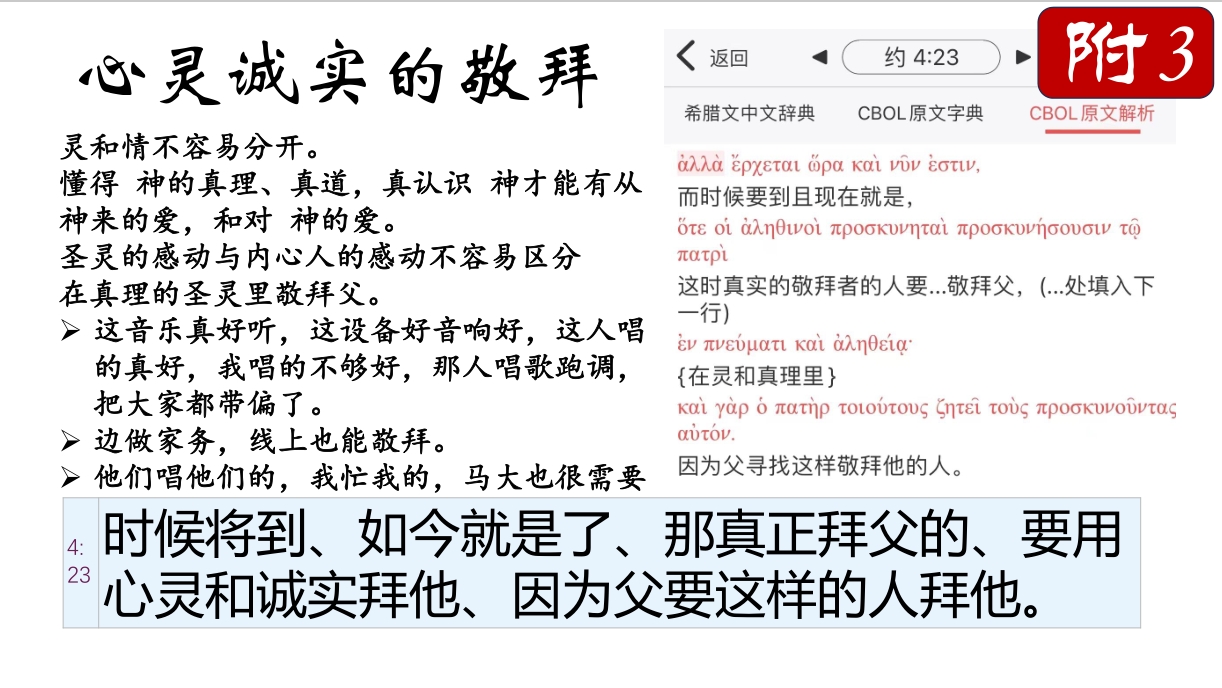 心灵诚实的敬拜
附 3
灵和情不容易分开。
懂得 神的真理、真道，真认识 神才能有从
神来的爱，和对 神的爱。
圣灵的感动与内心人的感动不容易区分
在真理的圣灵里敬拜父。
➢ 这音乐真好听，这设备好音响好，这人唱
的真好，我唱的不够好，那人唱歌跑调，
把大家都带偏了。
➢ 边做家务，线上也能敬拜。
➢ 他们唱他们的，我忙我的，马大也很需要
返回 ◀ 约 4:23 ▶
希腊文中文辞典 CBOL原文字典 CBOL原文解析
ἀλλὰ ἔρχεται ὥρα καὶ νῦν ἐστιν,
而时候要到且现在就是，
ὅτε οἱ ἀληθινοὶ προσκυνηταὶ προσκυνήσουσιν τῷ
πατρὶ
这时真实的敬拜者的人要...敬拜父，(...处填入下
一行)
ἐν πνεύματι καὶ ἀληθείᾳ·
{在灵和真理里}
καὶ γὰρ ὁ πατὴρ τοιούτους ζητεῖ τοὺς προσκυνοῦντας
αὐτόν.
因为父寻找这样敬拜他的人。
4:
23
时候将到、如今就是了、那真正拜父的、要用
心灵和诚实拜他、因为父要这样的人拜他。